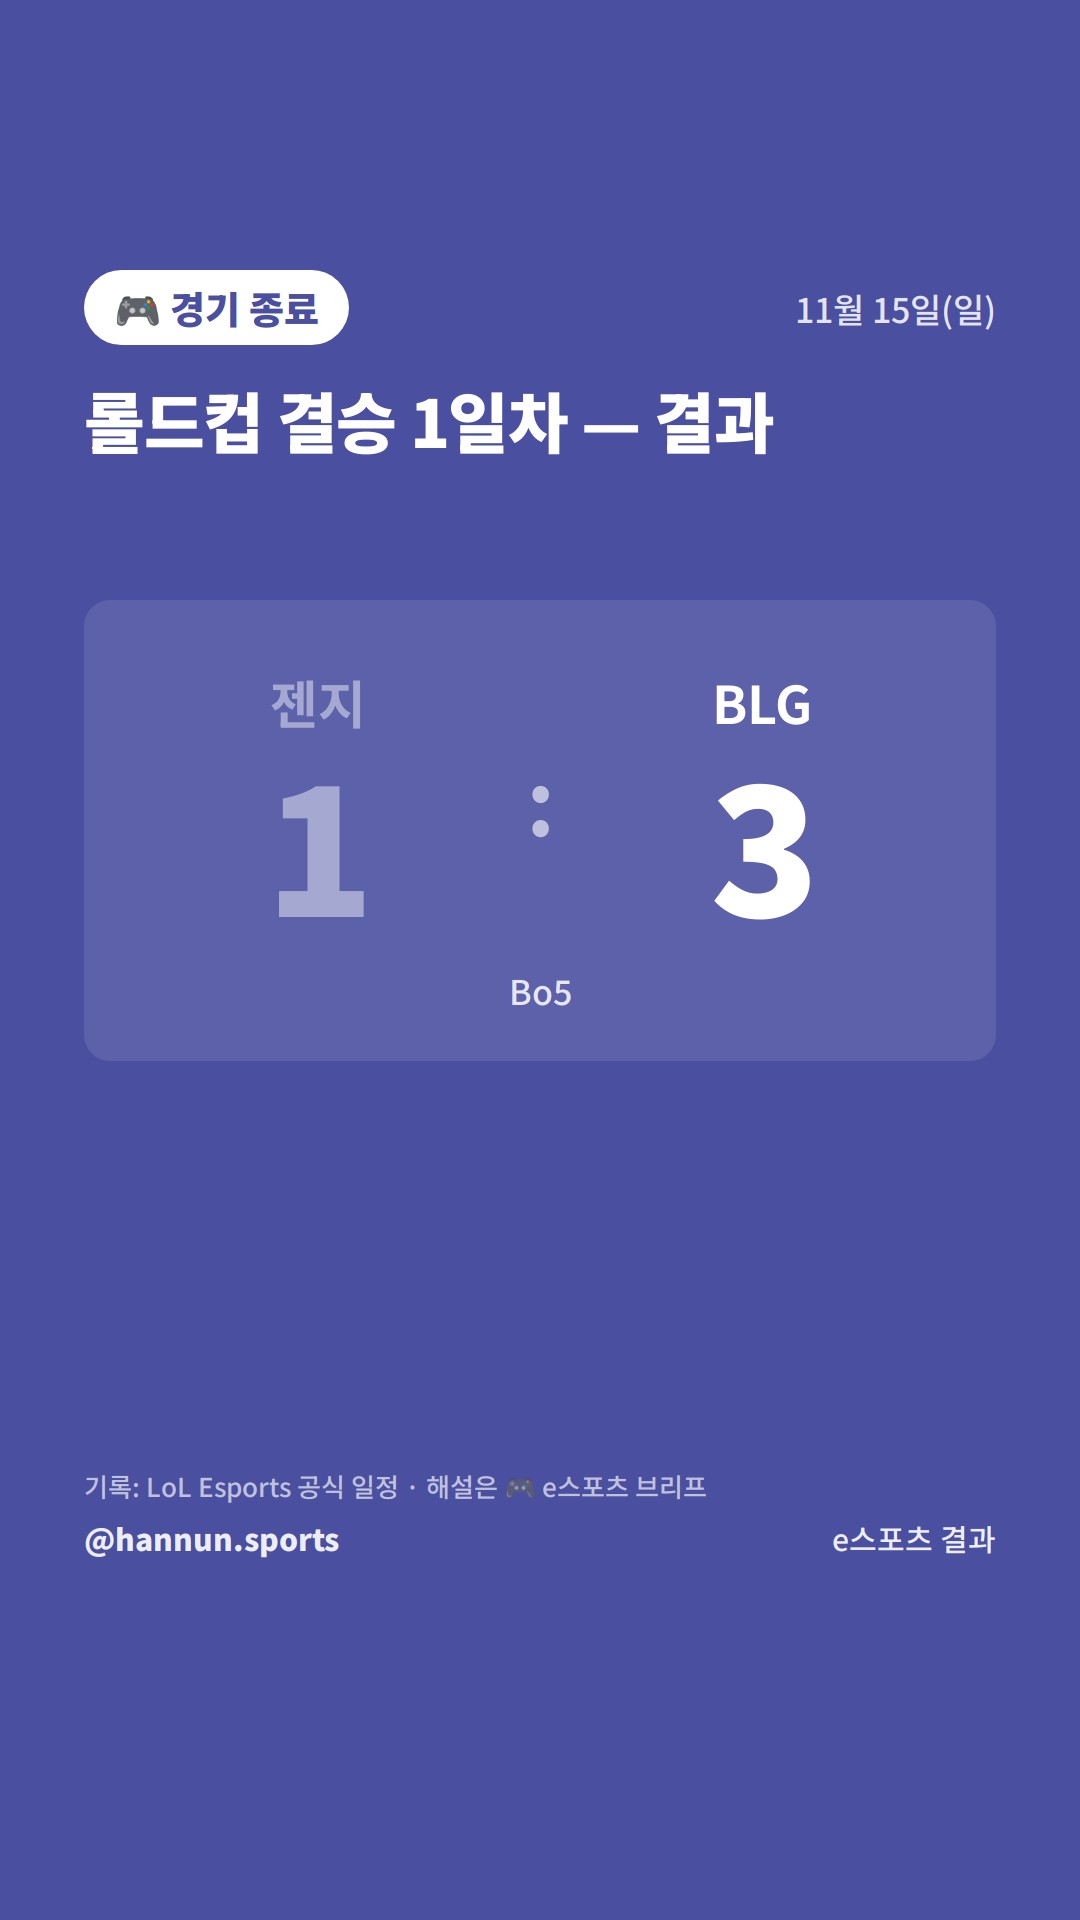 🎮 경기 종료
11월 15일(일)
롤드컵 결승 1일차 — 결과
젠지
BLG
1 : 3
Bo5
기록: LoL Esports 공식 일정 · 해설은 🎮 e스포츠 브리프
@hannun.sports
e스포츠 결과